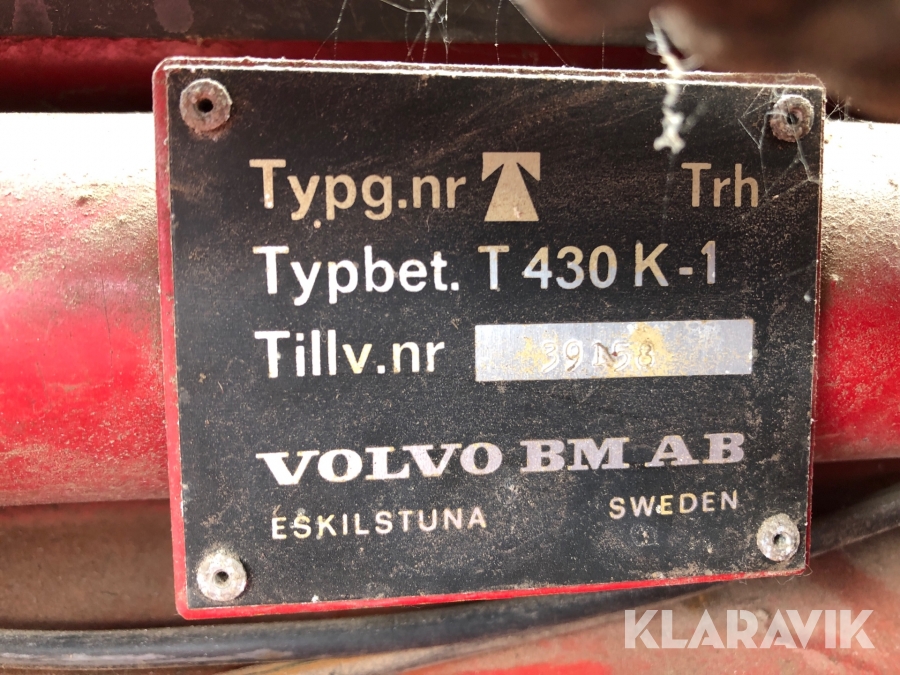 Typg.nr Trh
Typbet. T 430 K-1
Tillv.nr 39158
VOLVO BM AB
ESKILSTUNA SWEDEN
KLARAVIK